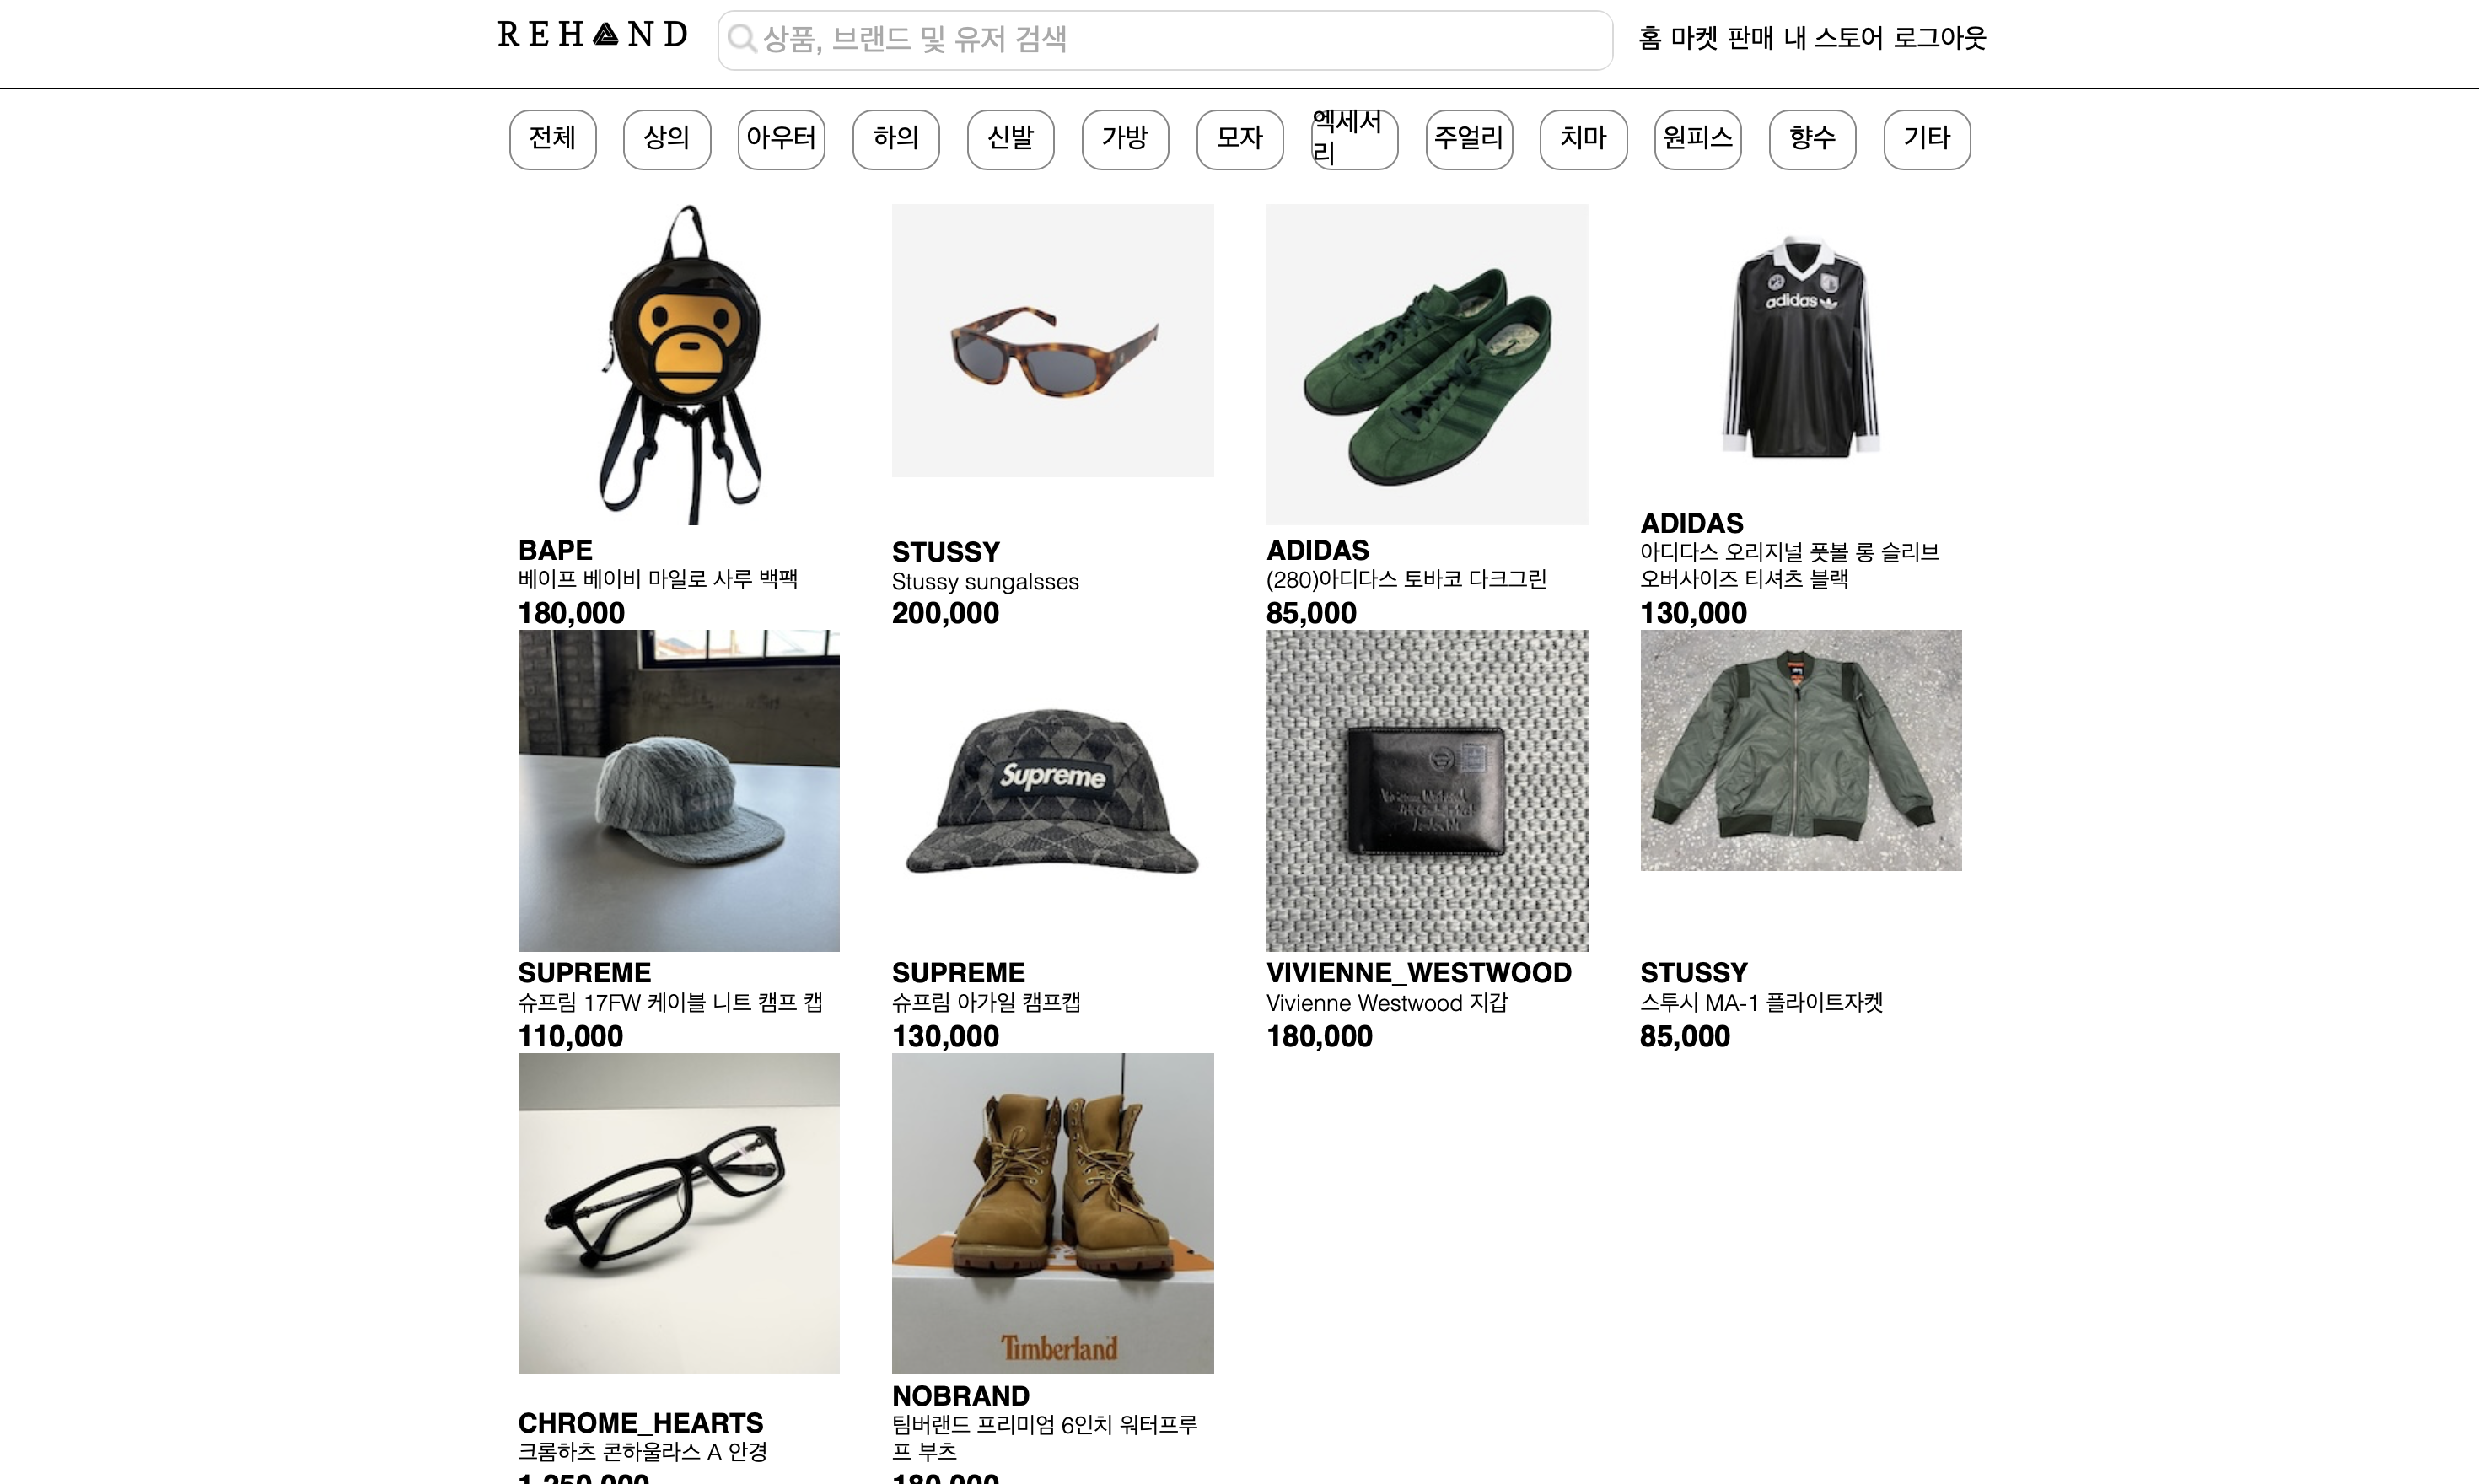 REHAND
상품, 브랜드 및 유저 검색
홈 마켓 판매 내 스토어 로그아웃
전체
상의
아우터
하의
신발
가방
모자
엑세서
리
주얼리
치마
원피스
향수
기타
adidas
BAPE
베이프 베이비 마일로 사루 백팩
180,000
STUSSY
Stussy sungalsses
200,000
ADIDAS
(280)아디다스 토바코 다크그린
85,000
ADIDAS
아디다스 오리지널 풋볼 롱 슬리브
오버사이즈 티셔츠 블랙
130,000
Supreme
SUPREME
슈프림 17FW 케이블 니트 캠프 캡
110,000
SUPREME
슈프림 아가일 캠프캡
130,000
VIVIENNE_WESTWOOD
Vivienne Westwood 지갑
180,000
STUSSY
스투시 MA-1 플라이트자켓
85,000
Timberland
CHROME_HEARTS
크롬하츠 콘하울라스 A 안경
1,250,000
NOBRAND
팀버랜드 프리미엄 6인치 워터프루
프 부츠
180,000